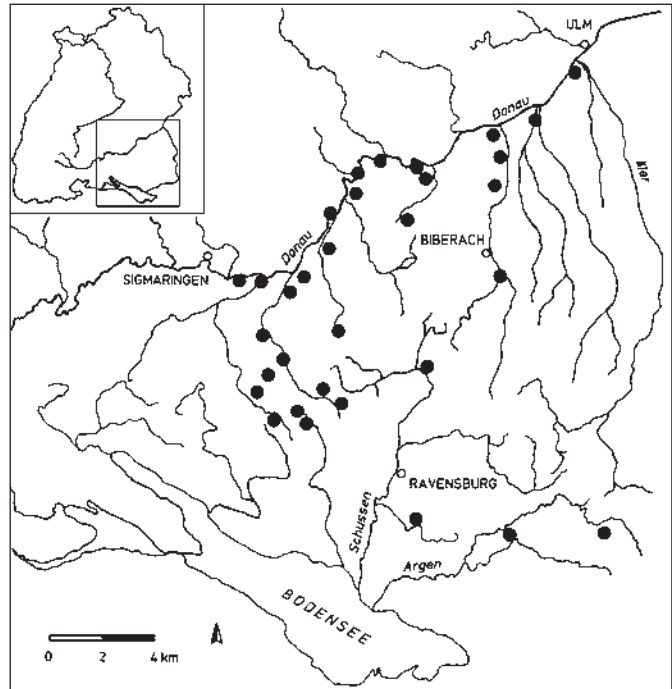 ULM
Donau
Iller
BIBERACH
Donau
SIGMARINGEN
RAVENSBURG
Schussen
Argen
BODENSEE
0 2 4 km